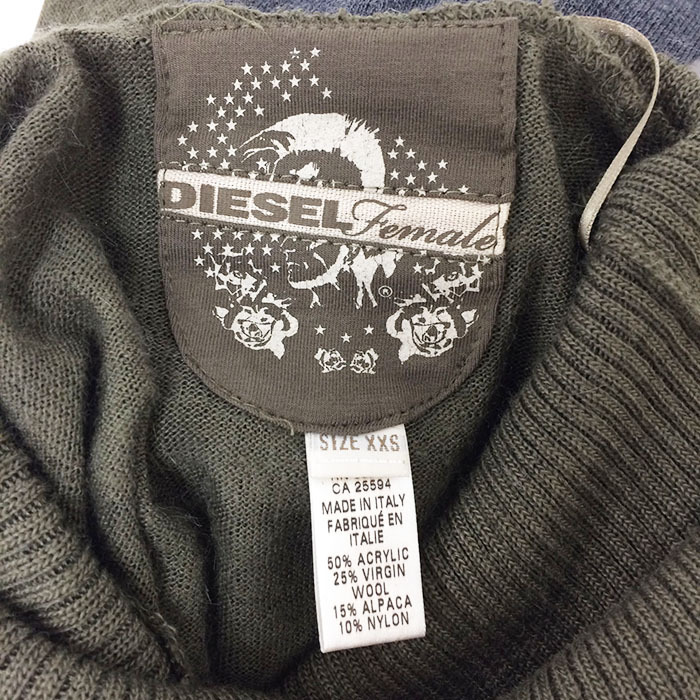 DIESEL Female
®
SIZE XXS
CA 25594
MADE IN ITALY
FABRIQUÉ EN
ITALIE
50% ACRYLIC
25% VIRGIN
WOOL
15% ALPACA
10% NYLON